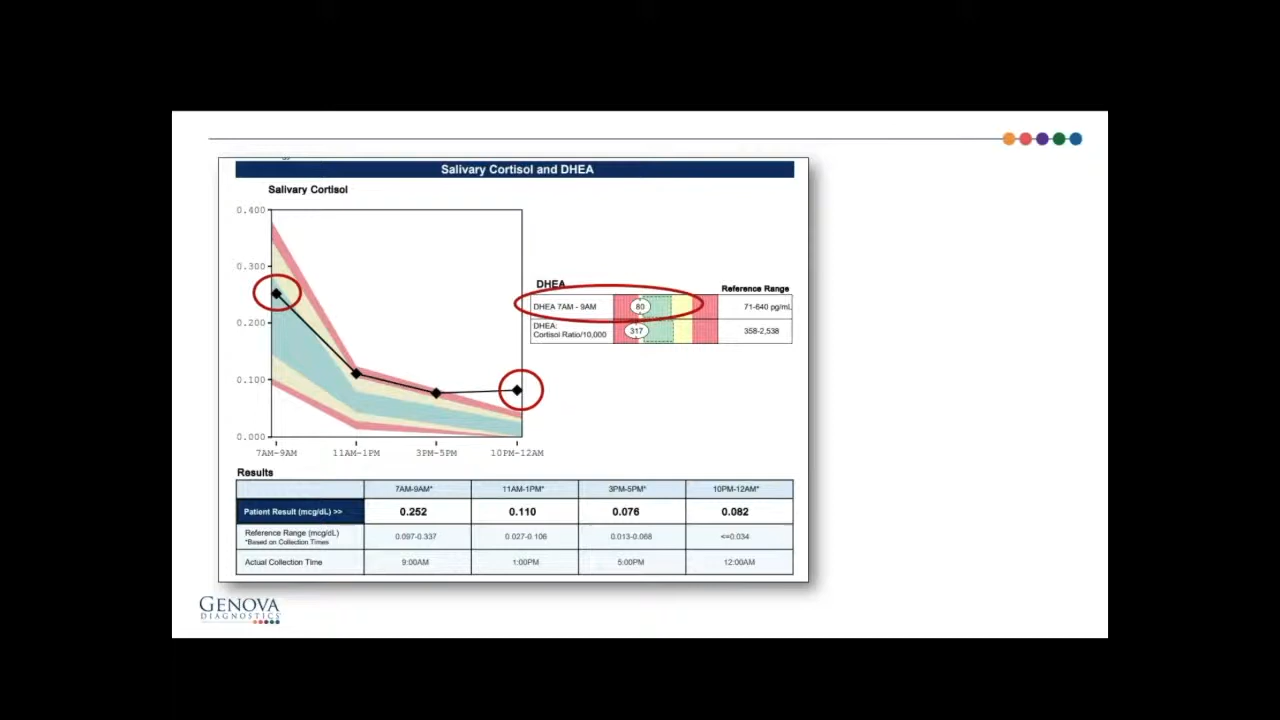 Salivary Cortisol and DHEA
Salivary Cortisol
0.400
0.300
0.200
0.100
0.000
7AM-9AM 11AM-1PM 3PM-5PM 10PM-12AM
DHEA
Reference Range
DHEA 7AM - 9AM 80 71-640 pg/mL
DHEA:
Cortisol Ratio/10,000 317 358-2,538
Results
7AM-9AM* 11AM-1PM* 3PM-5PM* 10PM-12AM*
Patient Result (mcg/dL) >> 0.252 0.110 0.076 0.082
Reference Range (mcg/dL) 0.097-0.337 0.027-0.106 0.013-0.068 <=0.034
*Based on Collection Times
Actual Collection Time 9:00AM 1:00PM 5:00PM 12:00AM
GENOVA
DIAGNOSTICS